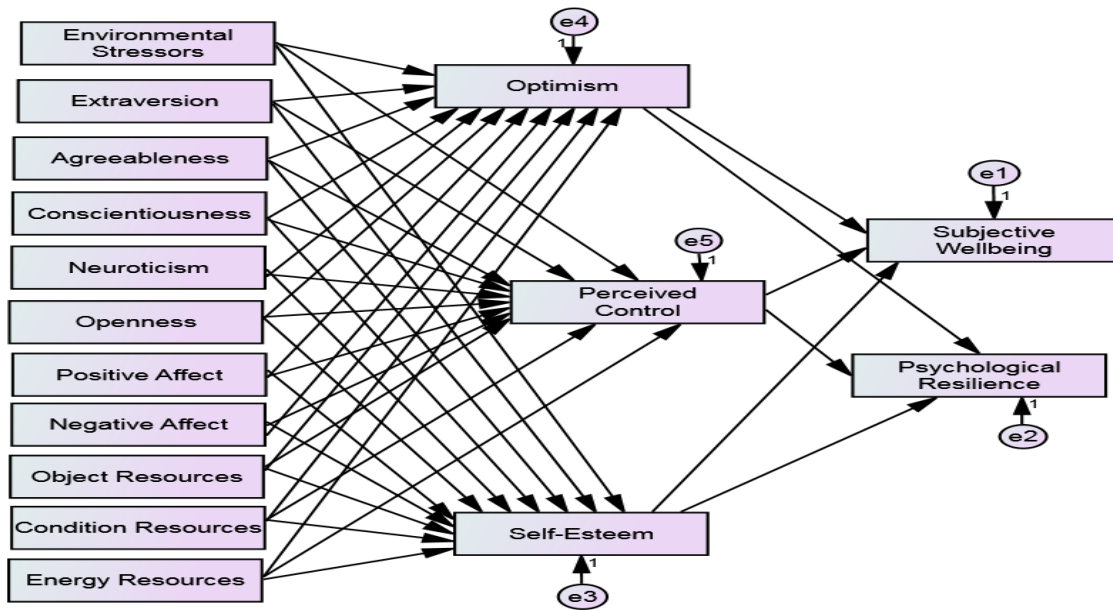 Environmental
Stressors
Extraversion
Agreeableness
Conscientiousness
Neuroticism
Openness
Positive Affect
Negative Affect
Object Resources
Condition Resources
Energy Resources
e4
1
Optimism
e5
1
Perceived
Control
Self-Esteem
1
e3
e1
1
Subjective
Wellbeing
Psychological
Resilience
1
e2